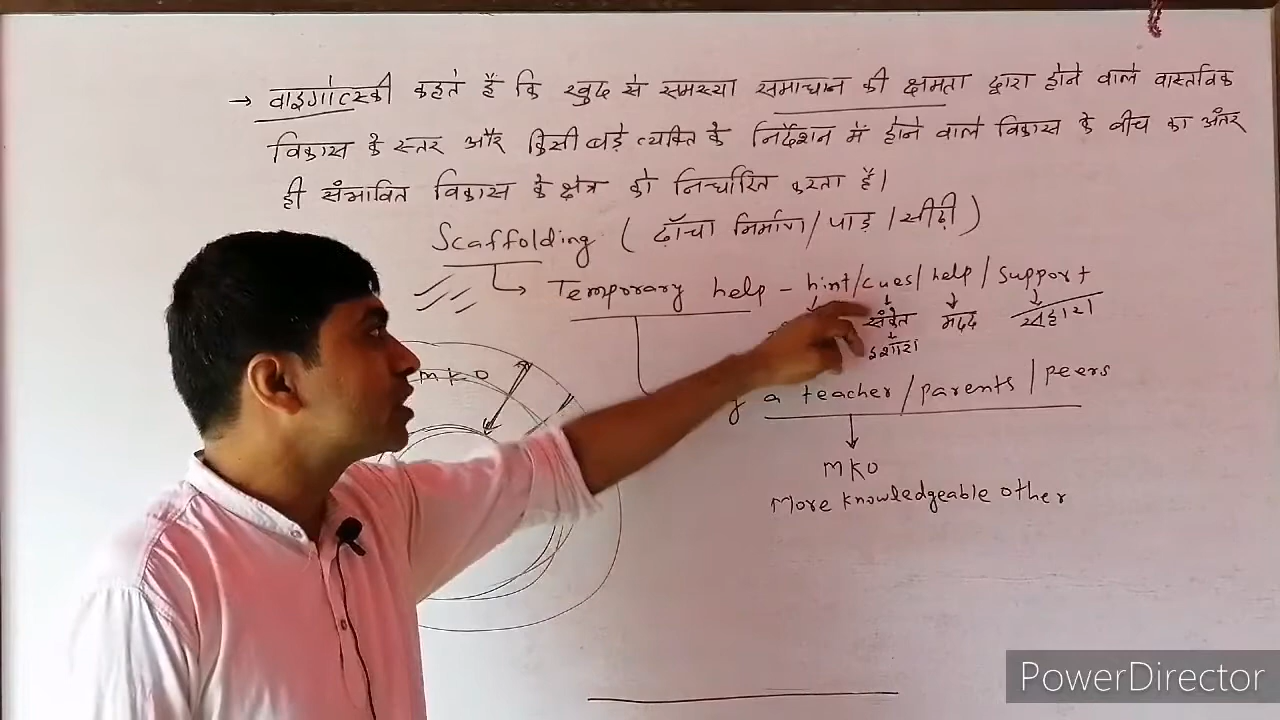 → वाइगोट्स्की कहते हैं कि खुद से समस्या समाधान की क्षमता द्वारा होने वाले वास्तविक
विकास के स्तर और किसी बड़े व्यक्ति के निर्देशन में होने वाले विकास के बीच का अंतर
ही संभावित विकास के क्षेत्र को निर्धारित करता है।
Scaffolding (ढाँचा निर्माण/पाड़/सीढ़ी)
Temporary help - hint/cues/help/support
संकेत मदद सहारा
इशारा
MKO
a teacher/parents/peers
MKO
More knowledgeable other
PowerDirector